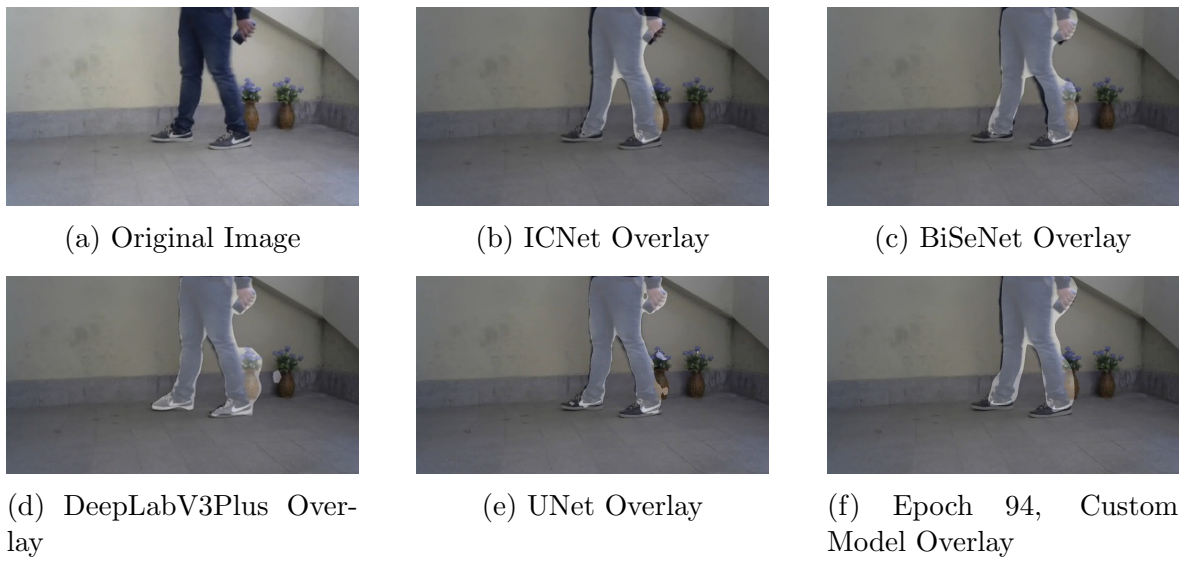 (a) Original Image
(b) ICNet Overlay
(c) BiSeNet Overlay
(d) DeepLabV3Plus Over-
lay
(e) UNet Overlay
(f) Epoch 94, Custom
Model Overlay